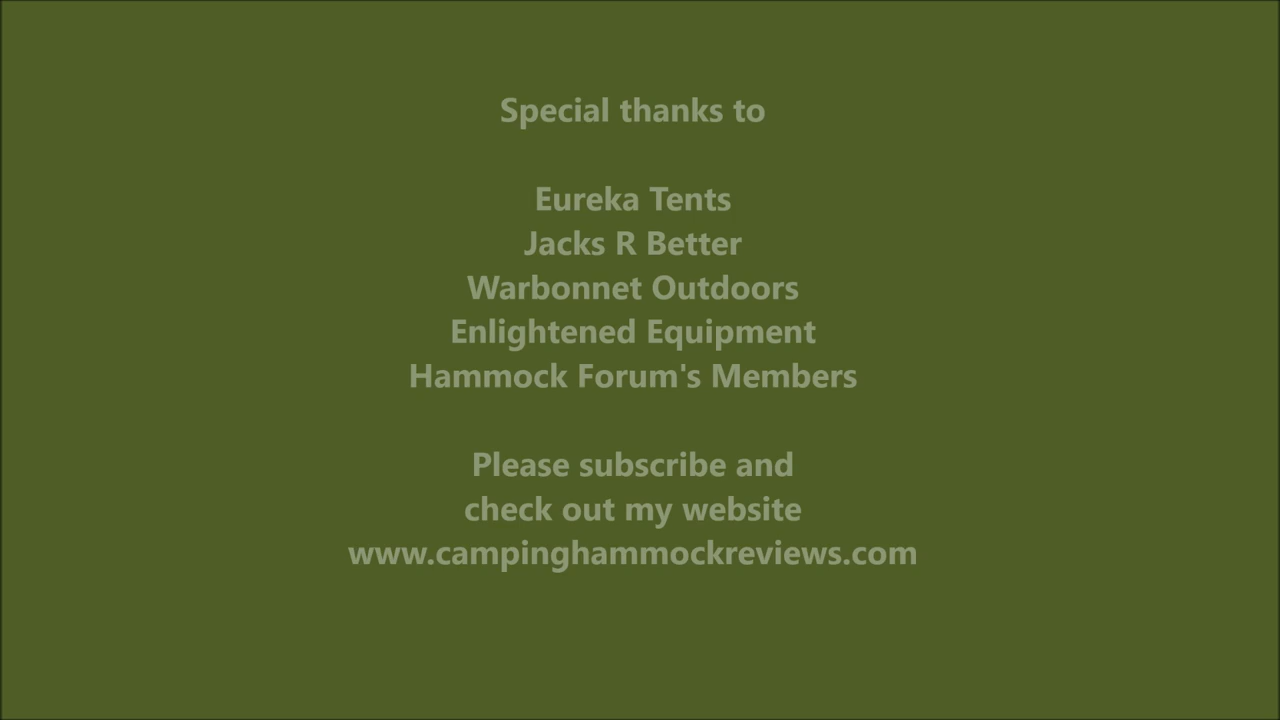 Special thanks to
Eureka Tents
Jacks R Better
Warbonnet Outdoors
Enlightened Equipment
Hammock Forum's Members
Please subscribe and
check out my website
www.campinghammockreviews.com